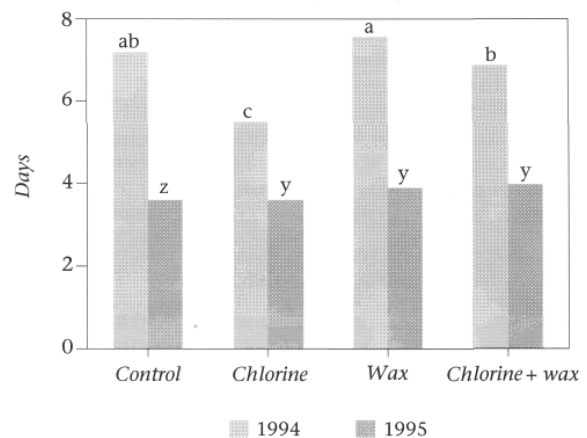 8
ab
a
b
6
c
Days
4
z
y
y
y
2
0
Control
Chlorine
Wax
Chlorine + wax
1994
1995